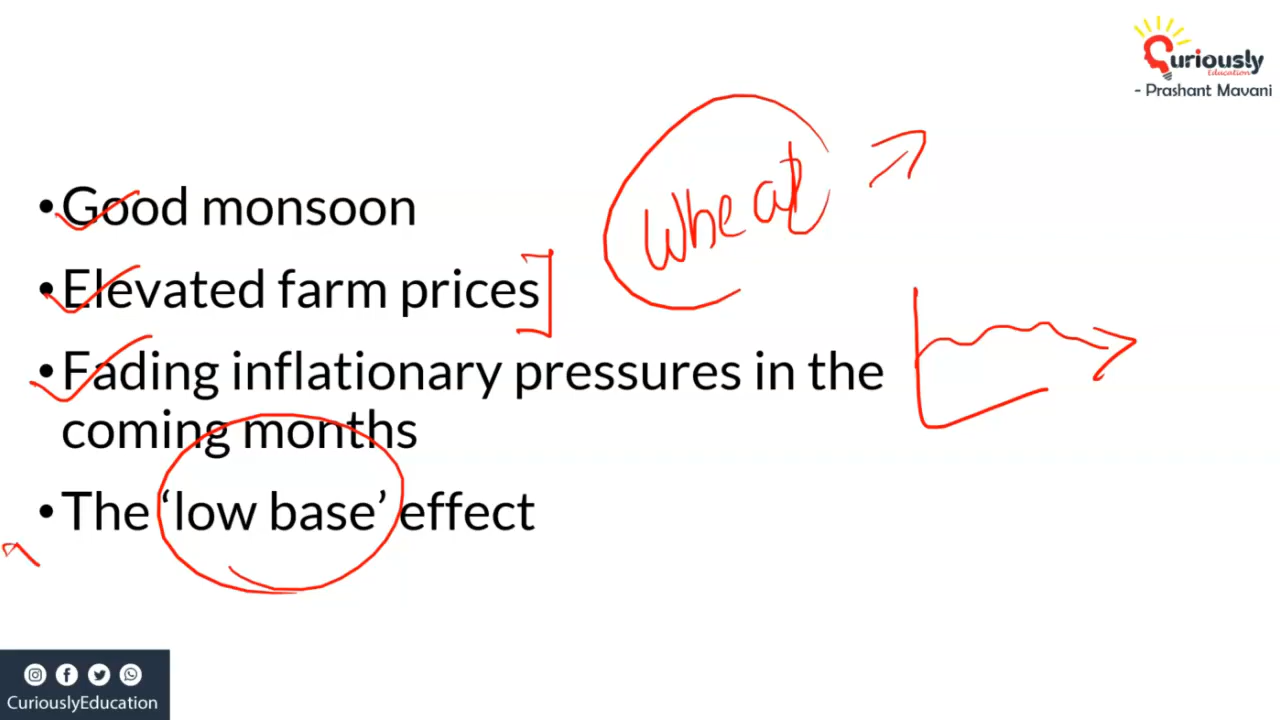 Curiously
Education
- Prashant Mavani
wheat
•Good monsoon
•Elevated farm prices
•Fading inflationary pressures in the
coming months
•The ‘low base’ effect
CuriouslyEducation